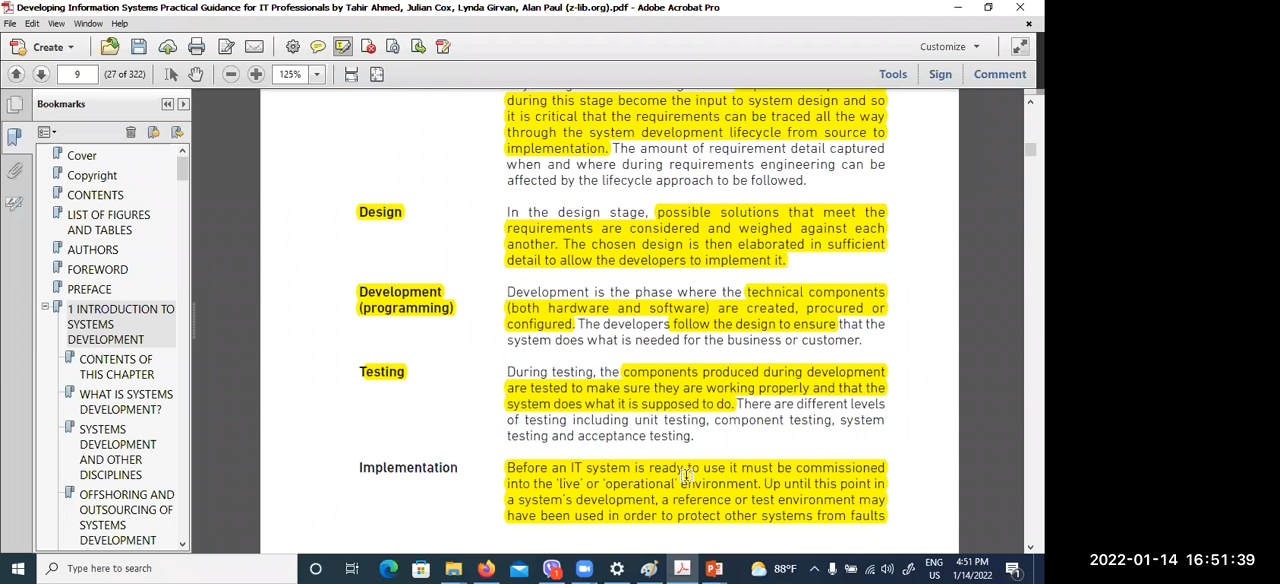 Developing Information Systems Practical Guidance for IT Professionals by Tahir Ahmed, Julian Cox, Lynda Girvan, Alan Paul (z-lib.org).pdf - Adobe Acrobat Pro
File Edit View Window Help
Create
Customize
9 (27 of 322)
125%
Tools Sign Comment
Bookmarks
Cover
Copyright
CONTENTS
LIST OF FIGURES
AND TABLES
AUTHORS
FOREWORD
PREFACE
1 INTRODUCTION TO
SYSTEMS
DEVELOPMENT
CONTENTS OF
THIS CHAPTER
WHAT IS SYSTEMS
DEVELOPMENT?
SYSTEMS
DEVELOPMENT
AND OTHER
DISCIPLINES
OFFSHORING AND
OUTSOURCING OF
SYSTEMS
DEVELOPMENT
during this stage become the input to system design and so
it is critical that the requirements can be traced all the way
through the system development lifecycle from source to
implementation. The amount of requirement detail captured
when and where during requirements engineering can be
affected by the lifecycle approach to be followed.
Design
In the design stage, possible solutions that meet the
requirements are considered and weighed against each
another. The chosen design is then elaborated in sufficient
detail to allow the developers to implement it.
Development
(programming)
Development is the phase where the technical components
(both hardware and software) are created, procured or
configured. The developers follow the design to ensure that the
system does what is needed for the business or customer.
Testing
During testing, the components produced during development
are tested to make sure they are working properly and that the
system does what it is supposed to do. There are different levels
of testing including unit testing, component testing, system
testing and acceptance testing.
Implementation
Before an IT system is ready to use it must be commissioned
into the 'live' or 'operational' environment. Up until this point in
a system's development, a reference or test environment may
have been used in order to protect other systems from faults
Type here to search
88°F
ENG
US
4:51 PM
1/14/2022
2022-01-14 16:51:39